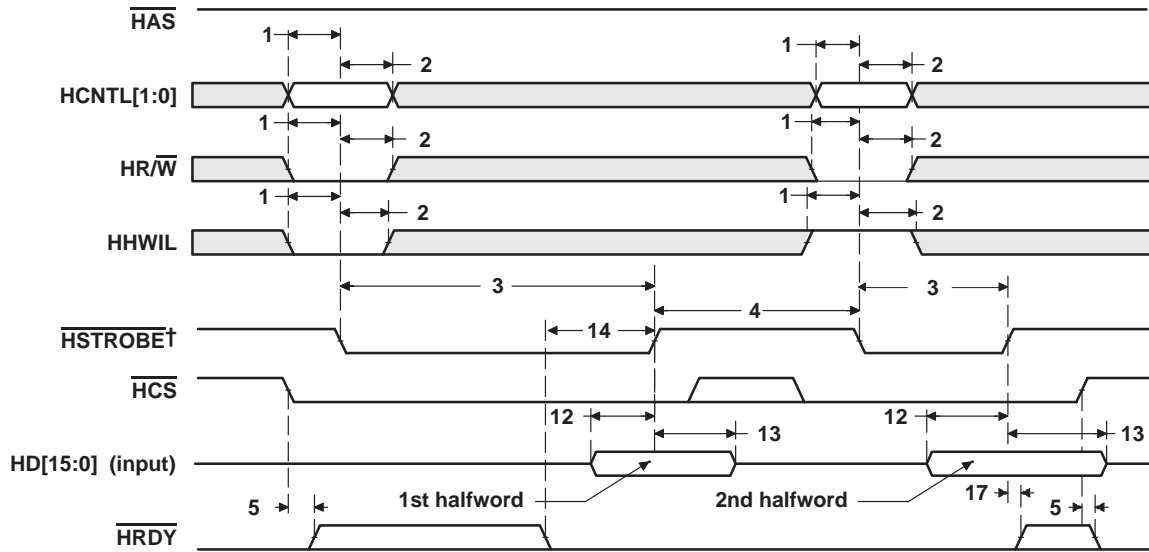 HAS
1
1
2
2
HCNTL[1:0]
1
1
2
2
HR/W
1
1
2
2
HHWIL
3
3
4
14
HSTROBE†
HCS
12
12
13
13
HD[15:0] (input)
1st halfword
2nd halfword
5
17
5
HRDY